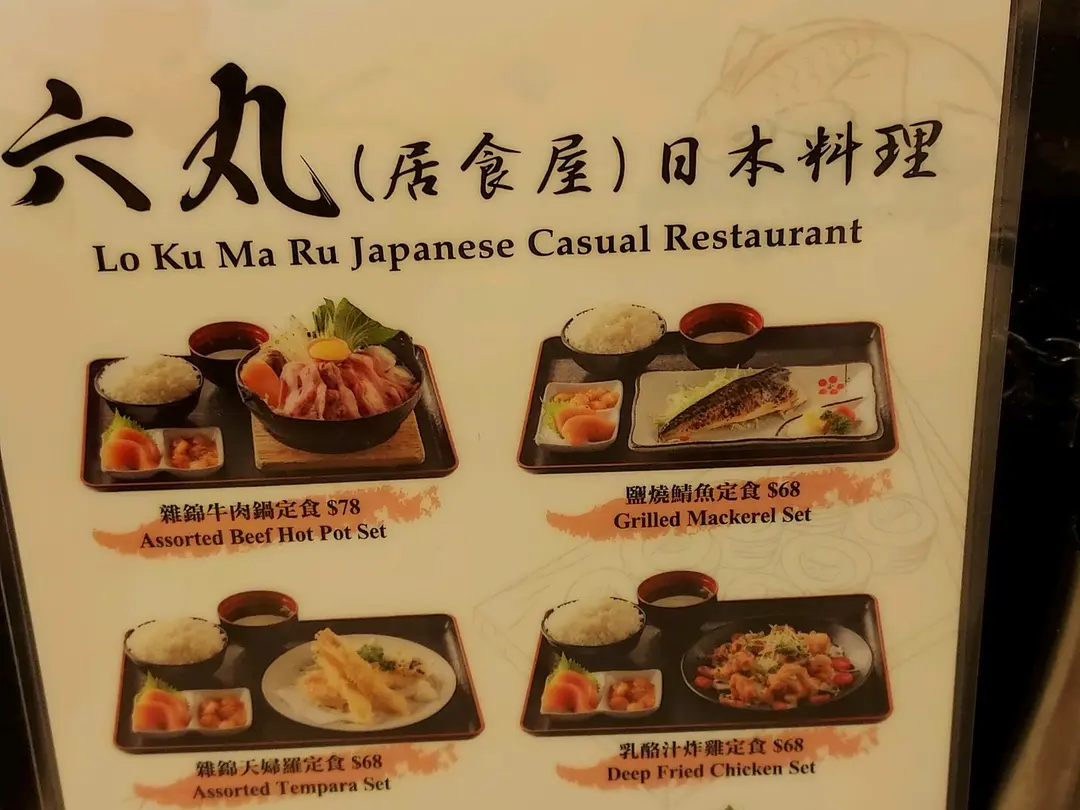 六丸(居食屋)日本料理
Lo Ku Ma Ru Japanese Casual Restaurant
雜錦牛肉鍋定食 $78
Assorted Beef Hot Pot Set
鹽燒鯖魚定食 $68
Grilled Mackerel Set
雜錦天婦羅定食 $68
Assorted Tempara Set
乳酪汁炸雞定食 $68
Deep Fried Chicken Set